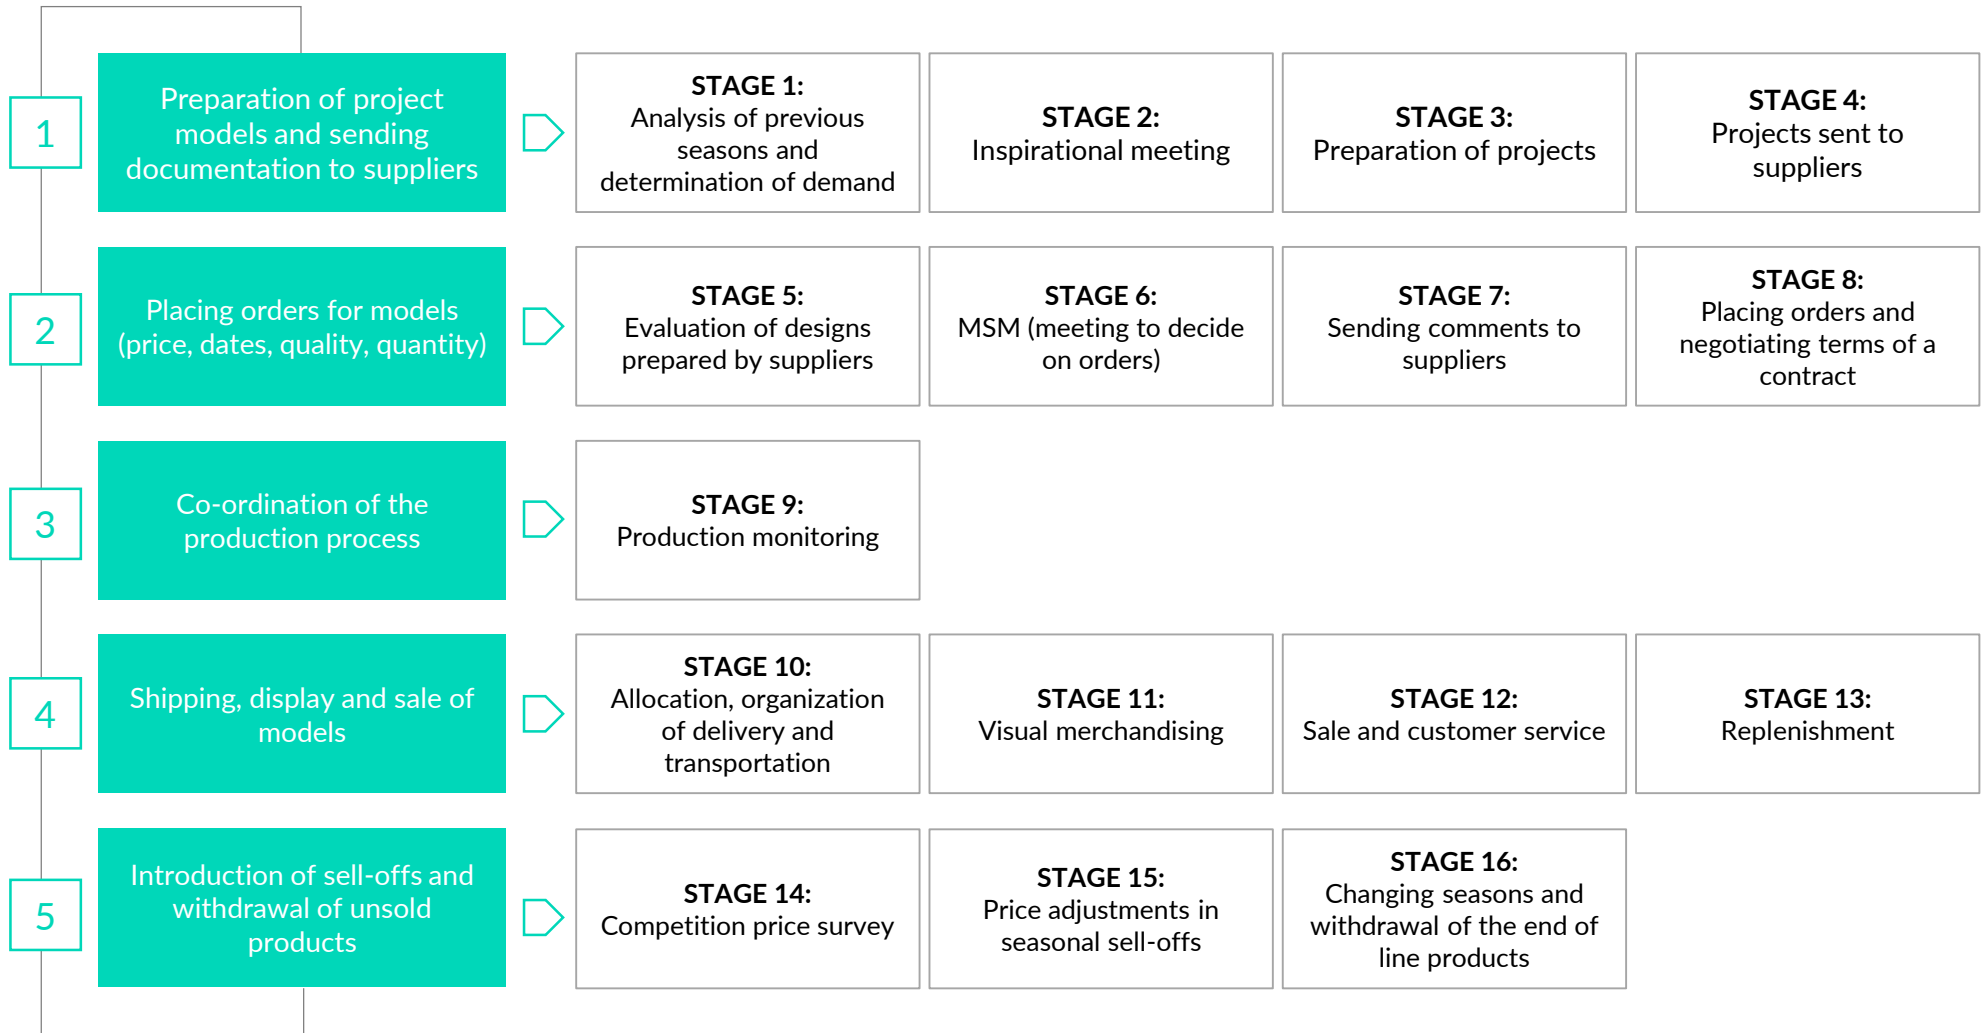 1
Preparation of project
models and sending
documentation to suppliers
STAGE 1:
Analysis of previous
seasons and
determination of demand
STAGE 2:
Inspirational meeting
STAGE 3:
Preparation of projects
STAGE 4:
Projects sent to
suppliers
2
Placing orders for models
(price, dates, quality, quantity)
STAGE 5:
Evaluation of designs
prepared by suppliers
STAGE 6:
MSM (meeting to decide
on orders)
STAGE 7:
Sending comments to
suppliers
STAGE 8:
Placing orders and
negotiating terms of a
contract
3
Co-ordination of the
production process
STAGE 9:
Production monitoring
4
Shipping, display and sale of
models
STAGE 10:
Allocation, organization
of delivery and
transportation
STAGE 11:
Visual merchandising
STAGE 12:
Sale and customer service
STAGE 13:
Replenishment
5
Introduction of sell-offs and
withdrawal of unsold
products
STAGE 14:
Competition price survey
STAGE 15:
Price adjustments in
seasonal sell-offs
STAGE 16:
Changing seasons and
withdrawal of the end of
line products